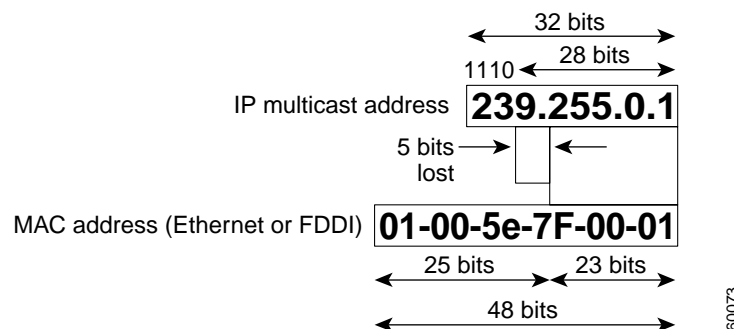 32 bits
1110
28 bits
IP multicast address
239.255.0.1
5 bits
lost
MAC address (Ethernet or FDDI)
01-00-5e-7F-00-01
25 bits
23 bits
48 bits
60073